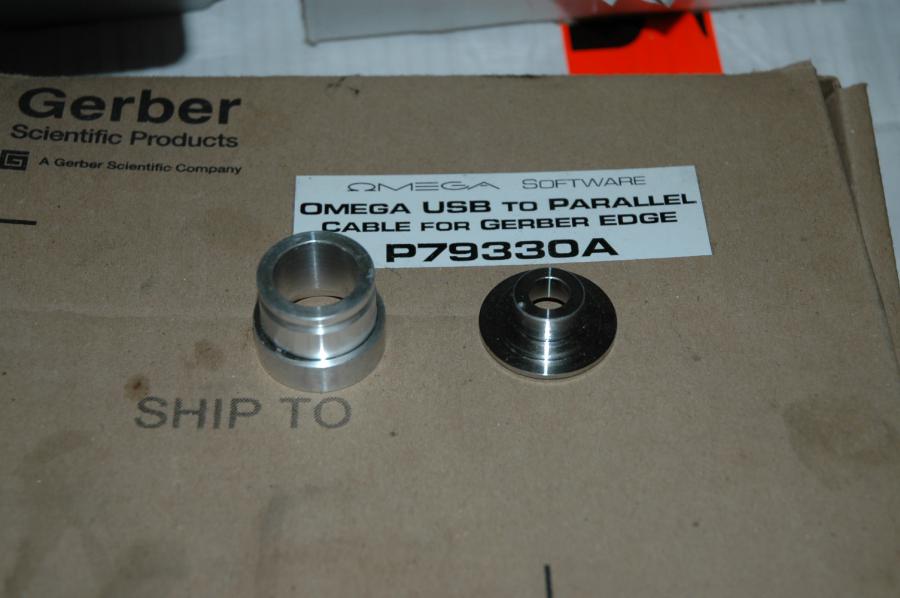 Gerber
Scientific Products
A Gerber Scientific Company
ΩMEGA SOFTWARE
OMEGA USB TO PARALLEL
CABLE FOR GERBER EDGE
P79330A
SHIP TO